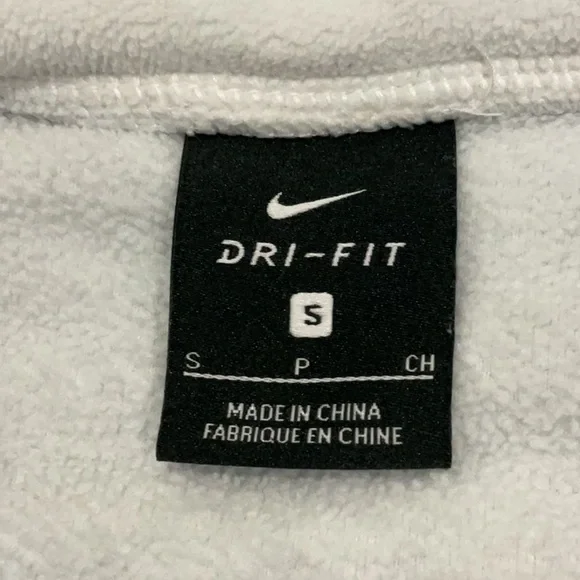 DRI-FIT
S
S P CH
MADE IN CHINA
FABRIQUE EN CHINE